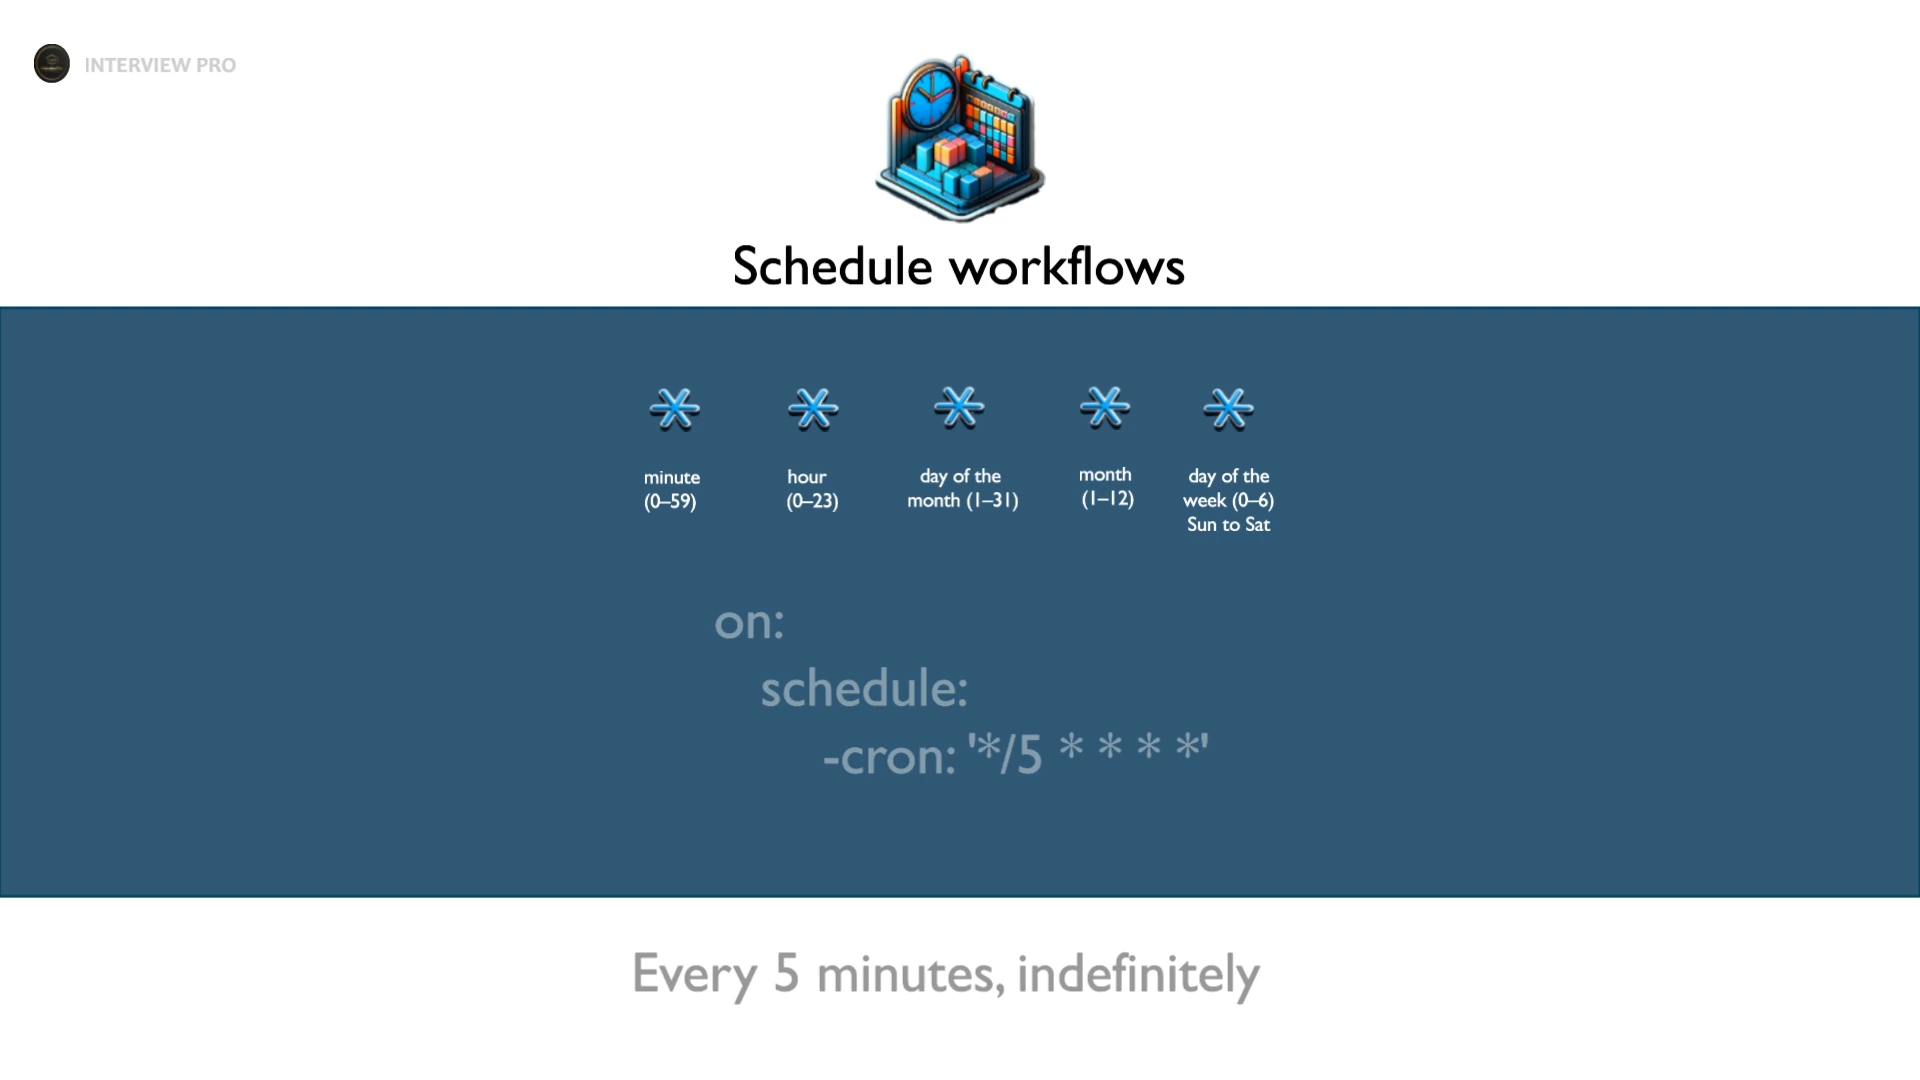 INTERVIEW PRO
Schedule workflows
* * * * *
minute
(0–59)
hour
(0–23)
day of the
month (1–31)
month
(1–12)
day of the
week (0–6)
Sun to Sat
on:
schedule:
-cron: '*/5 * * * *'
Every 5 minutes, indefinitely